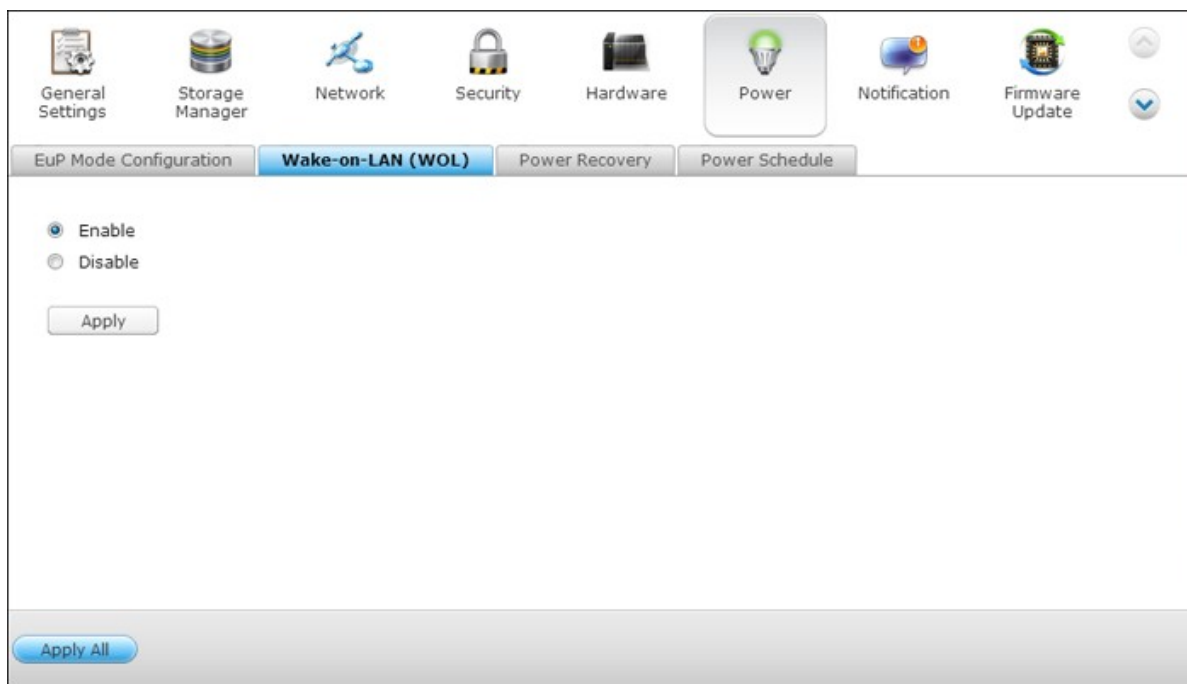 General Settings
Storage Manager
Network
Security
Hardware
Power
Notification
Firmware Update
EuP Mode Configuration
Wake-on-LAN (WOL)
Power Recovery
Power Schedule
Enable
Disable
Apply
Apply All